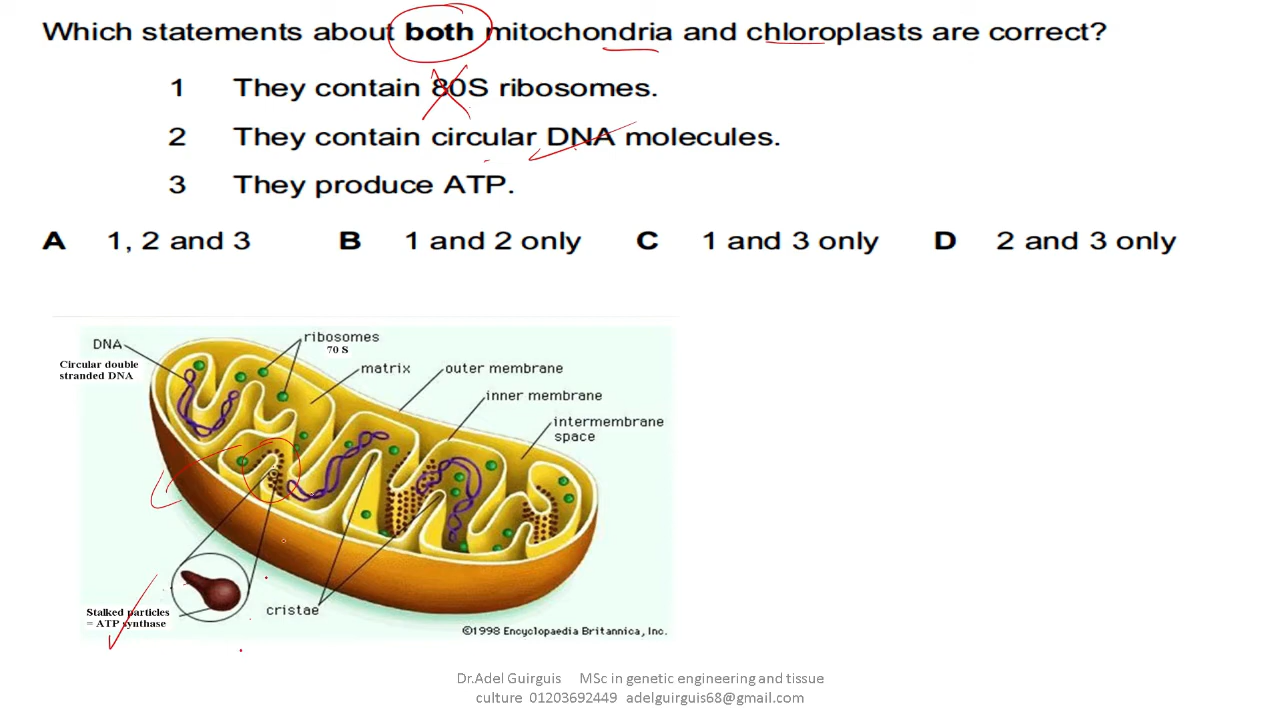 Which statements about both mitochondria and chloroplasts are correct?
1 They contain 80S ribosomes.
2 They contain circular DNA molecules.
3 They produce ATP.
A 1, 2 and 3 B 1 and 2 only C 1 and 3 only D 2 and 3 only
DNA
Circular double
stranded DNA
ribosomes
70 S
matrix
outer membrane
inner membrane
intermembrane
space
cristae
Stalked particles
= ATP synthase
©1998 Encyclopaedia Britannica, Inc.
Dr.Adel Guirguis MSc in genetic engineering and tissue
culture 01203692449 adelguirguis68@gmail.com